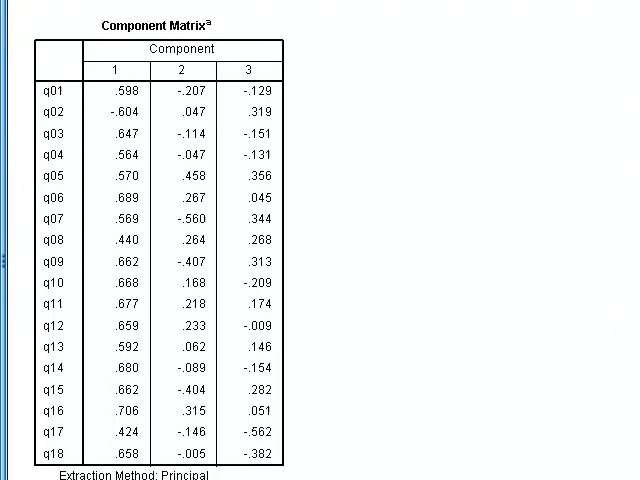 Component Matrixa
Component
1 2 3
q01 .598 -.207 -.129
q02 -.604 .047 .319
q03 .647 -.114 -.151
q04 .564 -.047 -.131
q05 .570 .458 .356
q06 .689 .267 .045
q07 .569 -.560 .344
q08 .440 .264 .268
q09 .662 -.407 .313
q10 .668 .168 -.209
q11 .677 .218 .174
q12 .659 .233 -.009
q13 .592 .062 .146
q14 .680 -.089 -.154
q15 .662 -.404 .282
q16 .706 .315 .051
q17 .424 -.146 -.562
q18 .658 -.005 -.382
Extraction Method: Principal